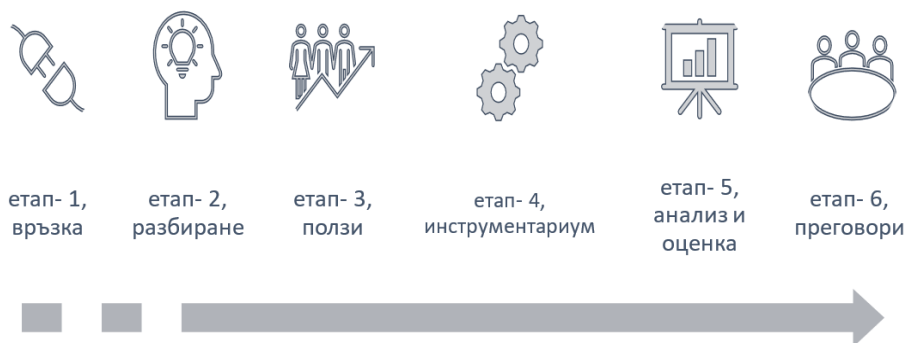 етап- 1,
връзка
етап- 2,
разбиране
етап- 3,
ползи
етап- 4,
инструментариум
етап- 5,
анализ и
оценка
етап- 6,
преговори